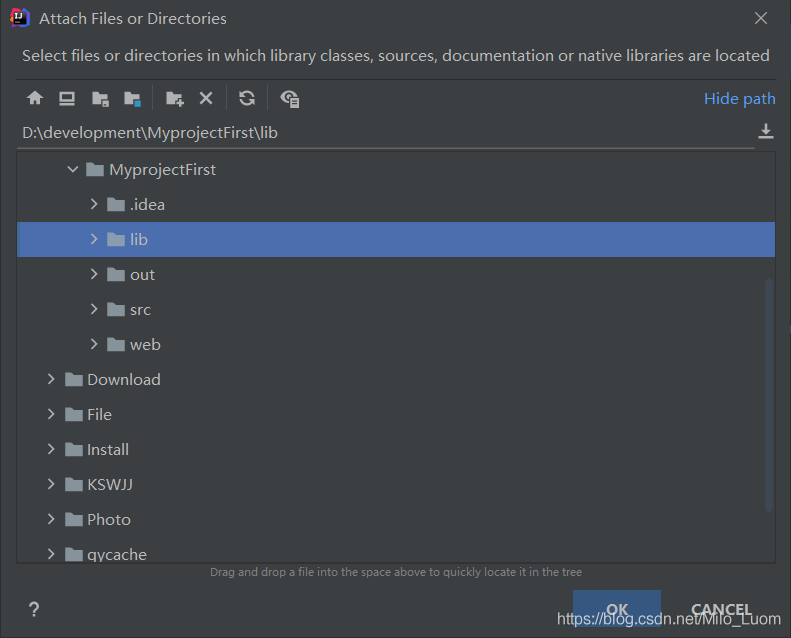 Attach Files or Directories
Select files or directories in which library classes, sources, documentation or native libraries are located
Hide path
D:\development\MyprojectFirst\lib
MyprojectFirst
.idea
lib
out
src
web
Download
File
Install
KSWJJ
Photo
qycache
Drag and drop a file into the space above to quickly locate it in the tree
?
OK
CANCEL
https://blog.csdn.net/Milo_Luom